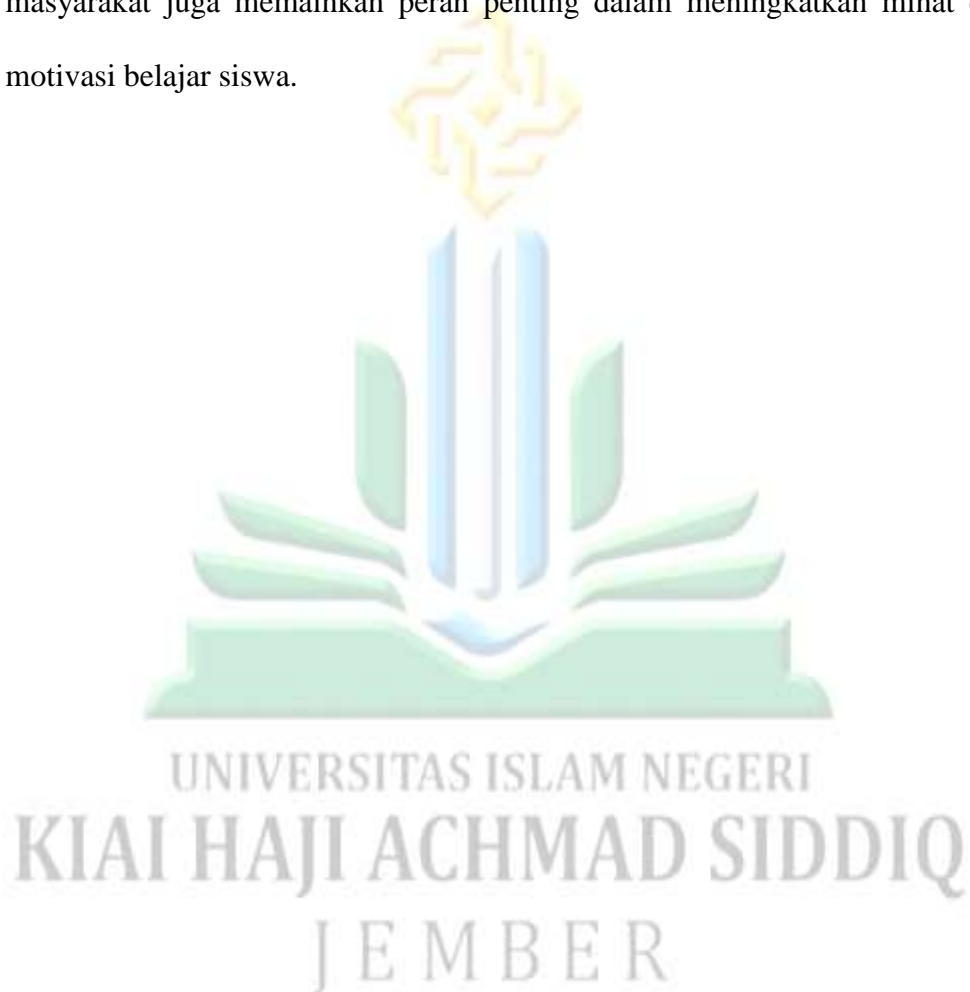 masyarakat juga memainkan peran penting dalam meningkatkan minat
motivasi belajar siswa.
UNIVERSITAS ISLAM NEGERI
KIAI HAJI ACHMAD SIDDIQ
JEMBER